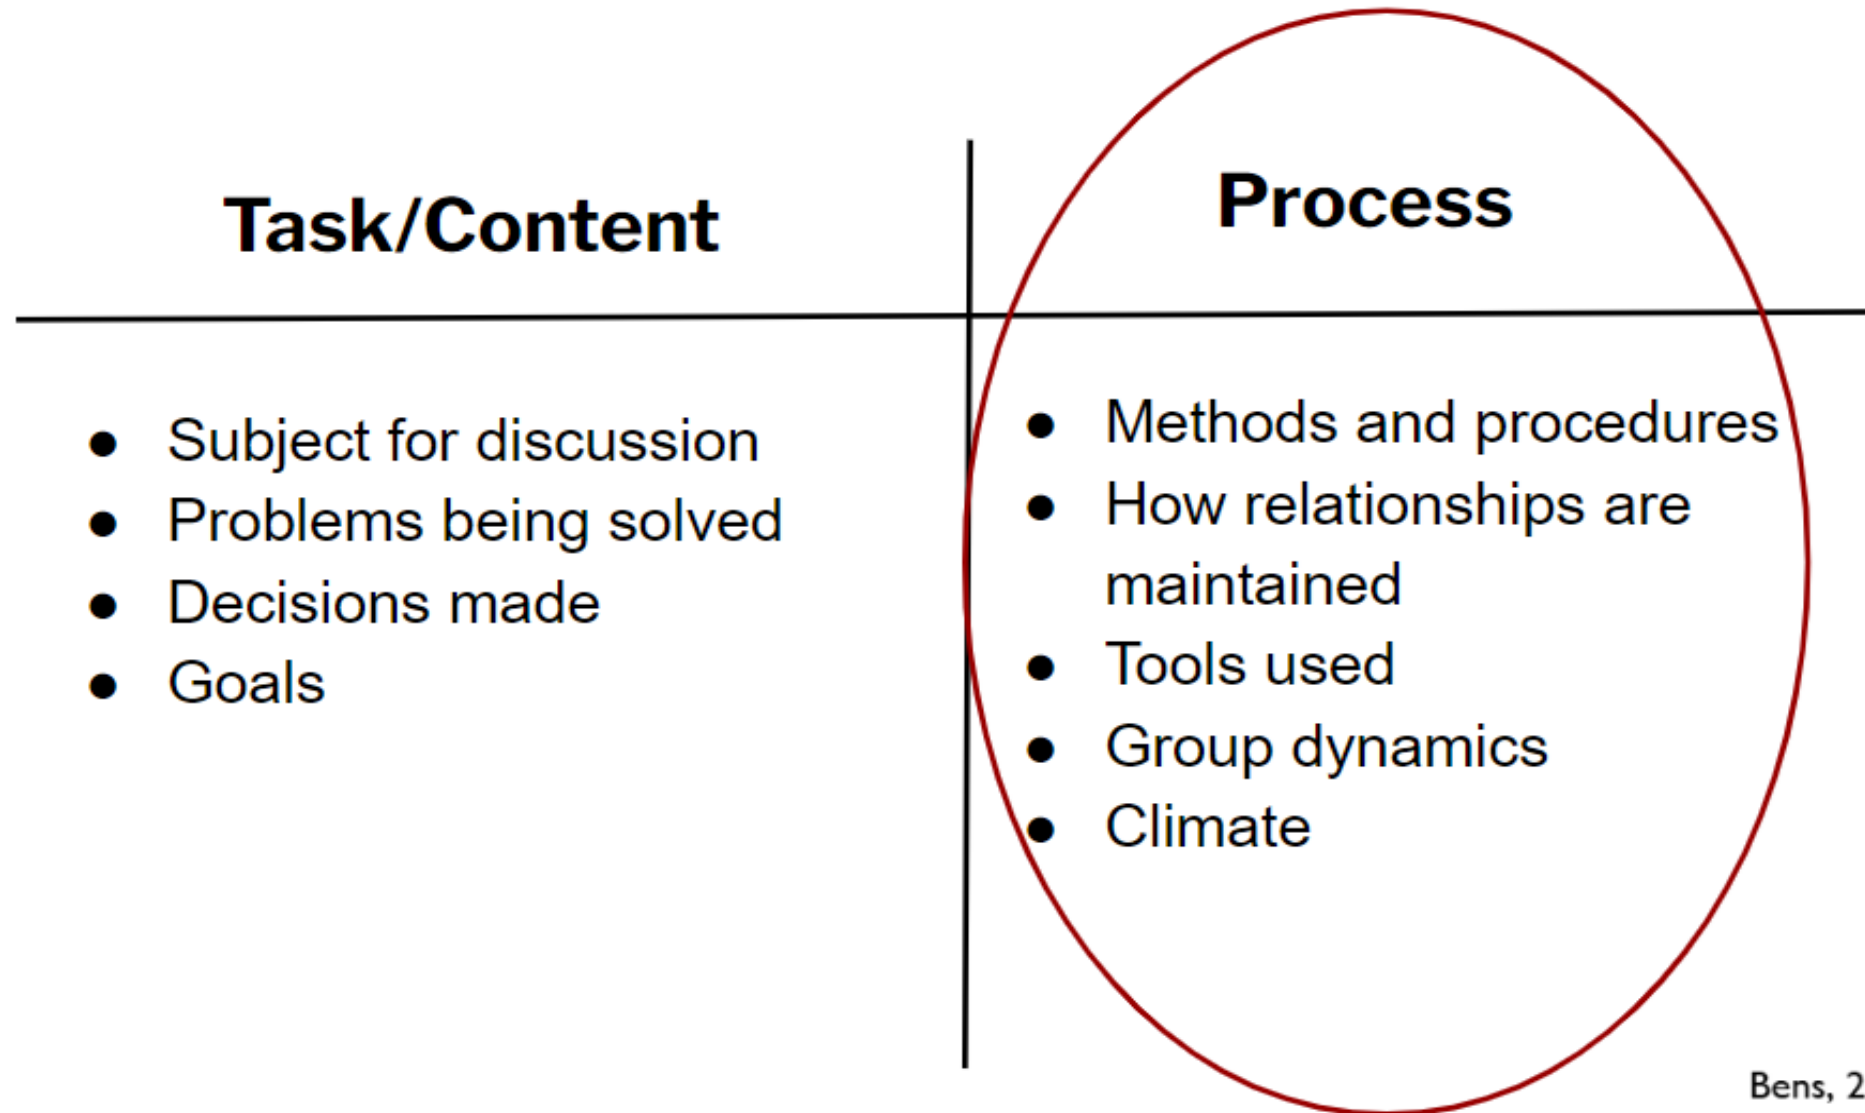 Task/Content
● Subject for discussion
● Problems being solved
● Decisions made
● Goals
Process
● Methods and procedures
● How relationships are
maintained
● Tools used
● Group dynamics
● Climate
Bens, 2